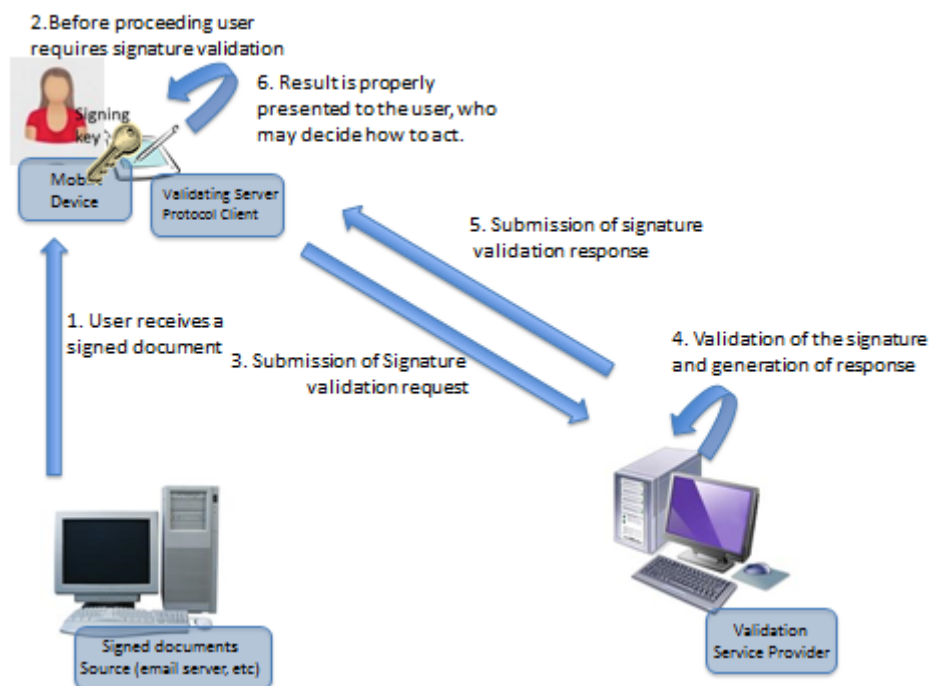 2.Before proceeding user
requires signature validation
6. Result is properly
presented to the user, who
may decide how to act.
Signing
key
Mobile
Device
Validating Server
Protocol Client
5. Submission of signature
validation response
1. User receives a
signed document
3. Submission of Signature
validation request
4. Validation of the signature
and generation of response
Signed documents
Source (email server, etc)
Validation
Service Provider